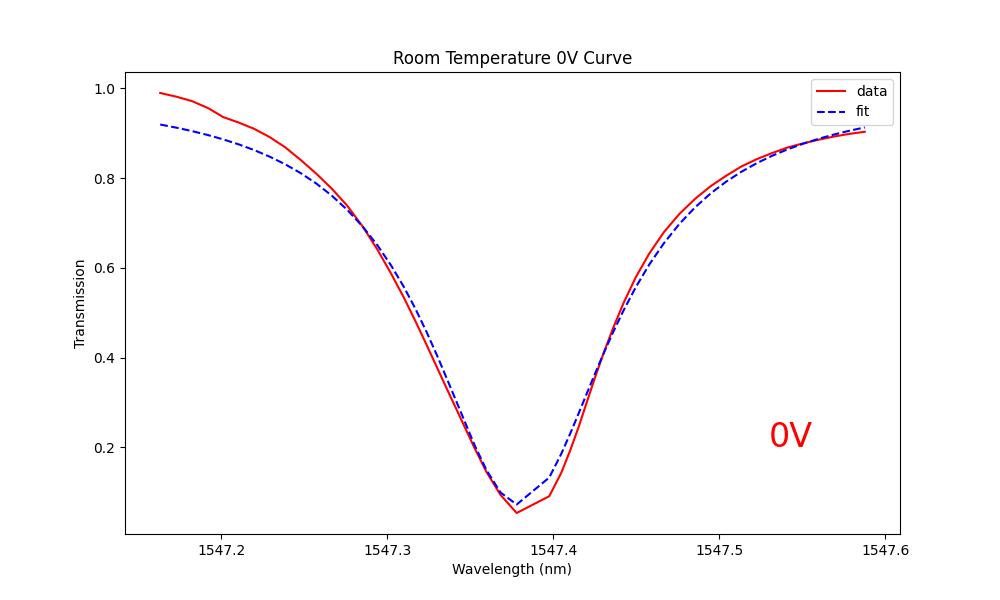 Room Temperature 0V Curve
data
fit
1.0
0.8
0.6
0.4
0.2
Transmission
0V
1547.2
1547.3
1547.4
1547.5
1547.6
Wavelength (nm)